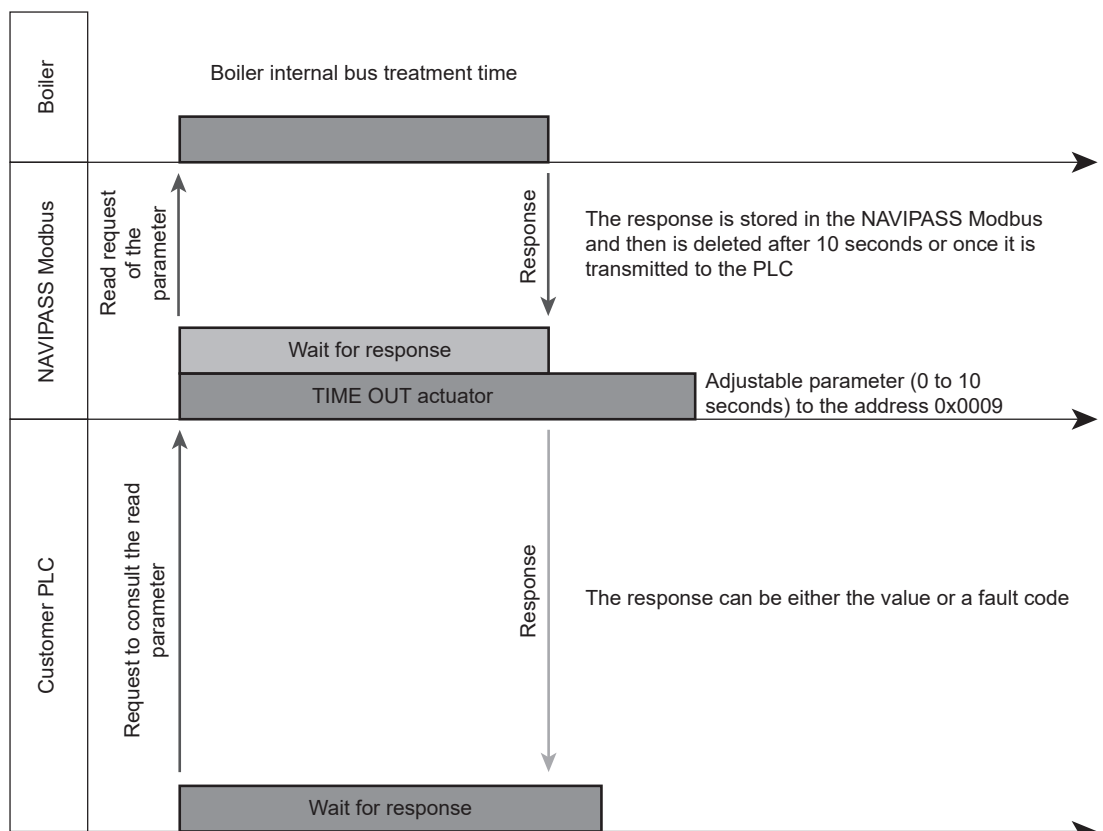 Boiler
Boiler internal bus treatment time
NAVIPASS Modbus
Read request
of the
parameter
Response
The response is stored in the NAVIPASS Modbus
and then is deleted after 10 seconds or once it is
transmitted to the PLC
Wait for response
TIME OUT actuator
Adjustable parameter (0 to 10
seconds) to the address 0x0009
Customer PLC
Request to consult the read
parameter
Response
The response can be either the value or a fault code
Wait for response